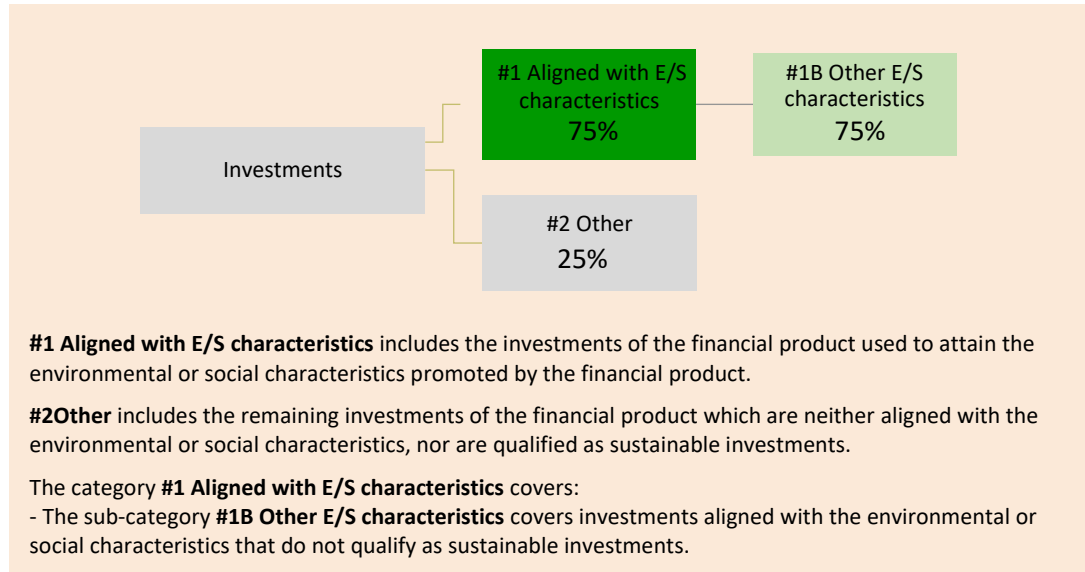 #1 Aligned with E/S
characteristics
75%
#1B Other E/S
characteristics
75%
Investments
#2 Other
25%
#1 Aligned with E/S characteristics includes the investments of the financial product used to attain the
environmental or social characteristics promoted by the financial product.
#2Other includes the remaining investments of the financial product which are neither aligned with the
environmental or social characteristics, nor are qualified as sustainable investments.
The category #1 Aligned with E/S characteristics covers:
- The sub-category #1B Other E/S characteristics covers investments aligned with the environmental or
social characteristics that do not qualify as sustainable investments.